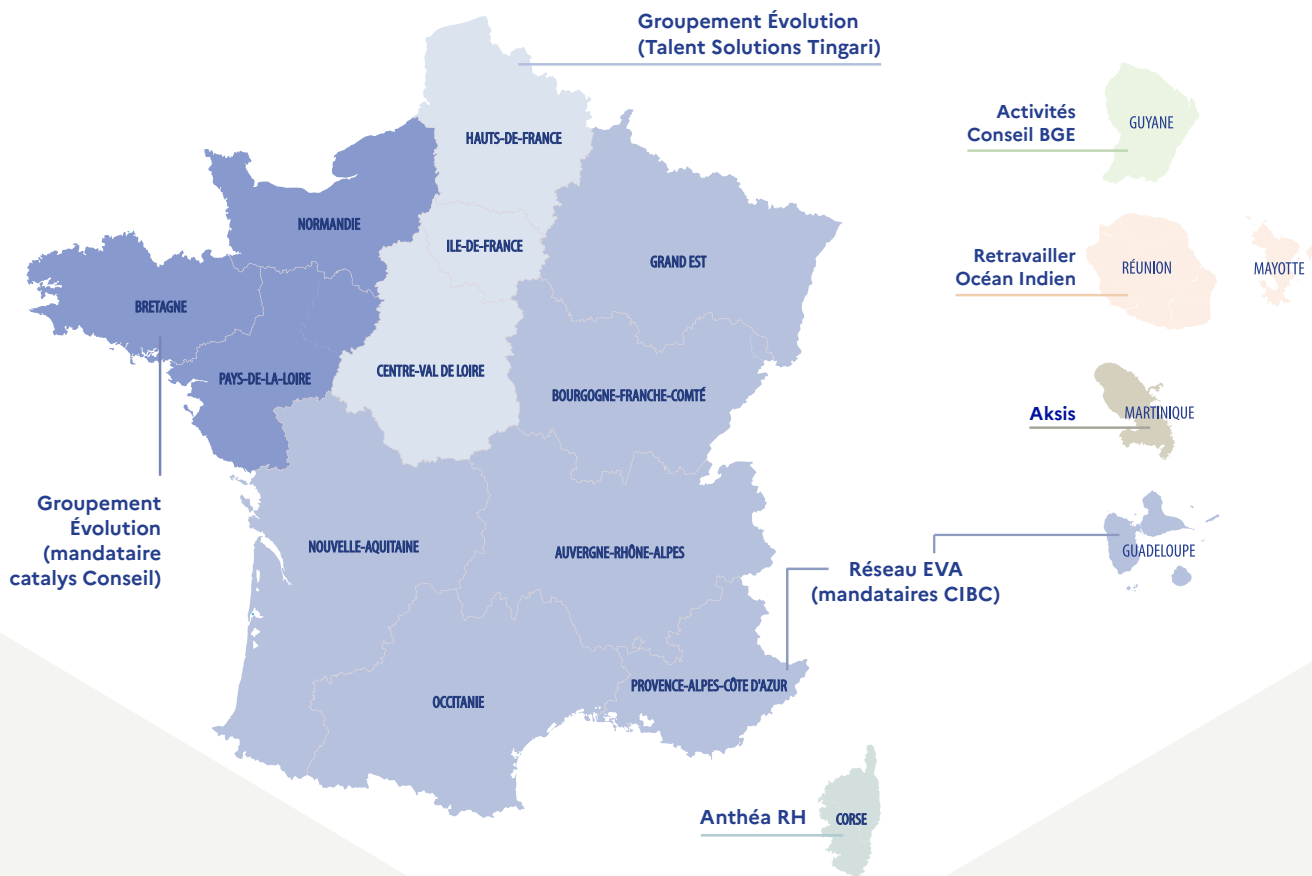 Groupement Évolution
(Talent Solutions Tingari)
HAUTS-DE-FRANCE
NORMANDIE
ILE-DE-FRANCE
GRAND EST
BRETAGNE
PAYS-DE-LA-LOIRE
CENTRE-VAL DE LOIRE
BOURGOGNE-FRANCHE-COMTÉ
Groupement
Évolution
(mandataire
catalys Conseil)
NOUVELLE-AQUITAINE
AUVERGNE-RHÔNE-ALPES
OCCITANIE
PROVENCE-ALPES-CÔTE D'AZUR
Réseau EVA
(mandataires CIBC)
Anthéa RH
CORSE
Activités
Conseil BGE
GUYANE
Retravailler
Océan Indien
RÉUNION
MAYOTTE
Aksis
MARTINIQUE
GUADELOUPE